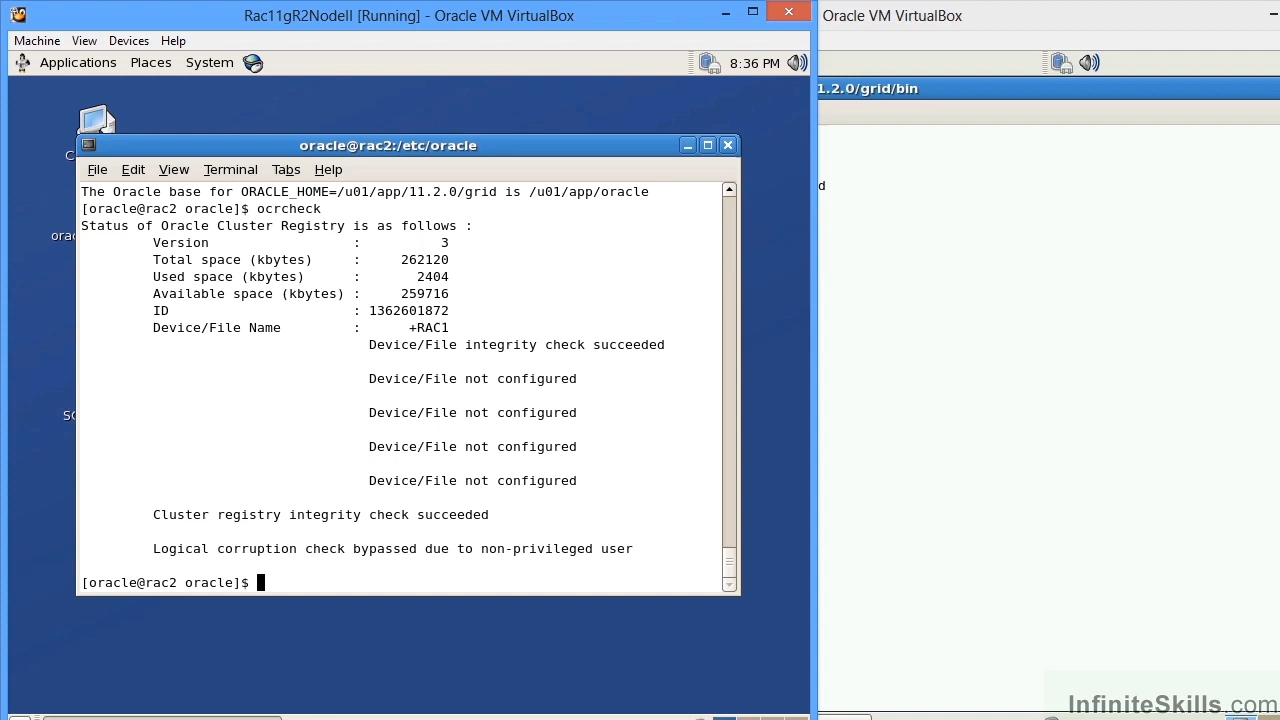 Rac11gR2NodeII [Running] - Oracle VM VirtualBox
Oracle VM VirtualBox
Machine View Devices Help
Applications Places System
8:36 PM
1.2.0/grid/bin
oracle@rac2:/etc/oracle
File Edit View Terminal Tabs Help
The Oracle base for ORACLE_HOME=/u01/app/11.2.0/grid is /u01/app/oracle
[oracle@rac2 oracle]$ ocrcheck
Status of Oracle Cluster Registry is as follows :
Version : 3
Total space (kbytes) : 262120
Used space (kbytes) : 2404
Available space (kbytes) : 259716
ID : 1362601872
Device/File Name : +RAC1
Device/File integrity check succeeded
Device/File not configured
Device/File not configured
Device/File not configured
Device/File not configured
Cluster registry integrity check succeeded
Logical corruption check bypassed due to non-privileged user
[oracle@rac2 oracle]$
C
orac
SC
d
InfiniteSkills.com